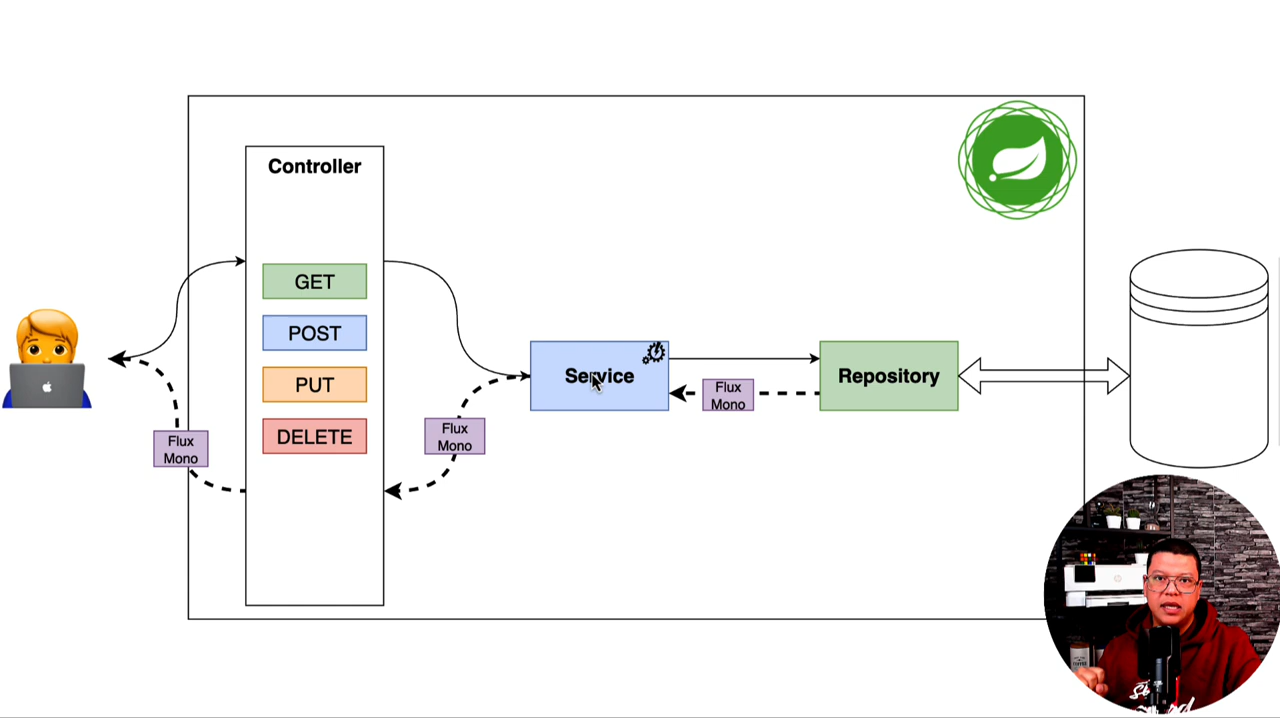 Controller
GET
POST
PUT
DELETE
Flux
Mono
Flux
Mono
Service
Flux
Mono
Repository